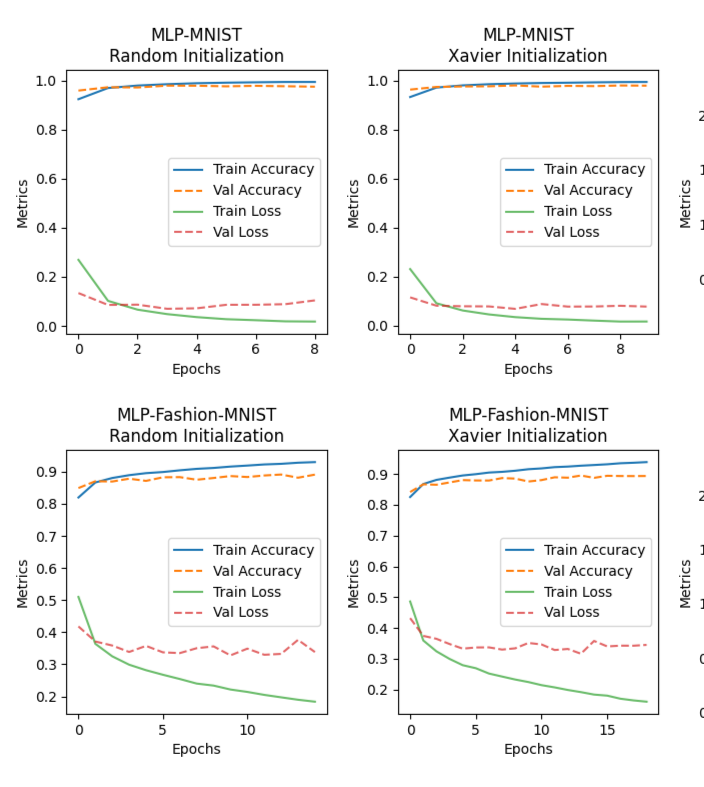 MLP-MNIST
Random Initialization
1.0
0.8
0.6
0.4
0.2
0.0
Metrics
Train Accuracy
Val Accuracy
Train Loss
Val Loss
0 2 4 6 8
Epochs
MLP-MNIST
Xavier Initialization
1.0
0.8
0.6
0.4
0.2
0.0
Metrics
Train Accuracy
Val Accuracy
Train Loss
Val Loss
0 2 4 6 8
Epochs
Metrics
MLP-Fashion-MNIST
Random Initialization
0.9
0.8
0.7
0.6
0.5
0.4
0.3
0.2
Metrics
Train Accuracy
Val Accuracy
Train Loss
Val Loss
0 5 10
Epochs
MLP-Fashion-MNIST
Xavier Initialization
0.9
0.8
0.7
0.6
0.5
0.4
0.3
0.2
Metrics
Train Accuracy
Val Accuracy
Train Loss
Val Loss
0 5 10 15
Epochs
Metrics